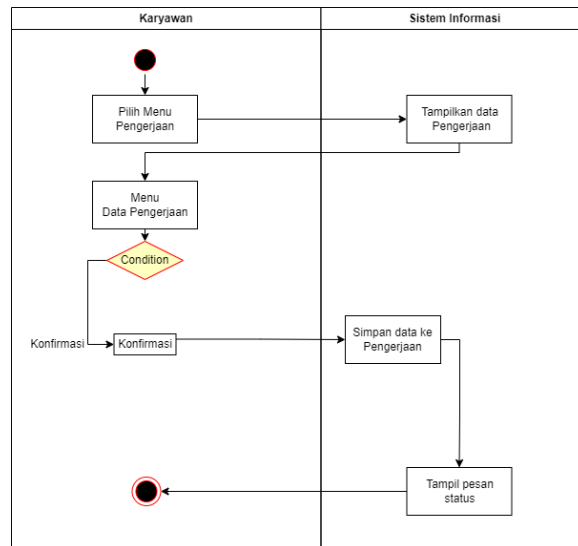 Karyawan
Sistem Informasi
Pilih Menu
Pengerjaan
Tampilkan data
Pengerjaan
Menu
Data Pengerjaan
Condition
Konfirmasi
Konfirmasi
Simpan data ke
Pengerjaan
Tampil pesan
status